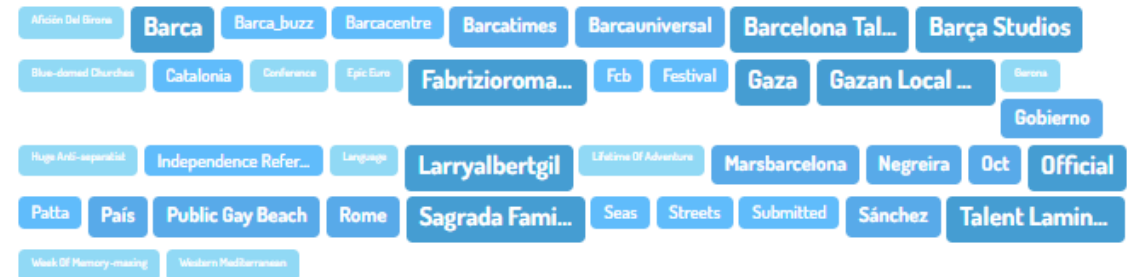 Afición Del Girona Barca Barca_buzz Barcacentre Barcatimes Barcauniversal Barcelona Tal... Barça Studios
Blue-domed Churches Catalonia Conference Epic Euro Fabrizioroma... Fcb Festival Gaza Gazan Local ... Gerona
Gobierno
Huge Anti-separatist Independence Refer... Language Larryalbertgil Lifetime Of Adventure Marsbarcelona Negreira Oct Official
Patta País Public Gay Beach Rome Sagrada Fami... Seas Streets Submitted Sánchez Talent Lamin...
Week Of Memory-maxing Western Mediterranean